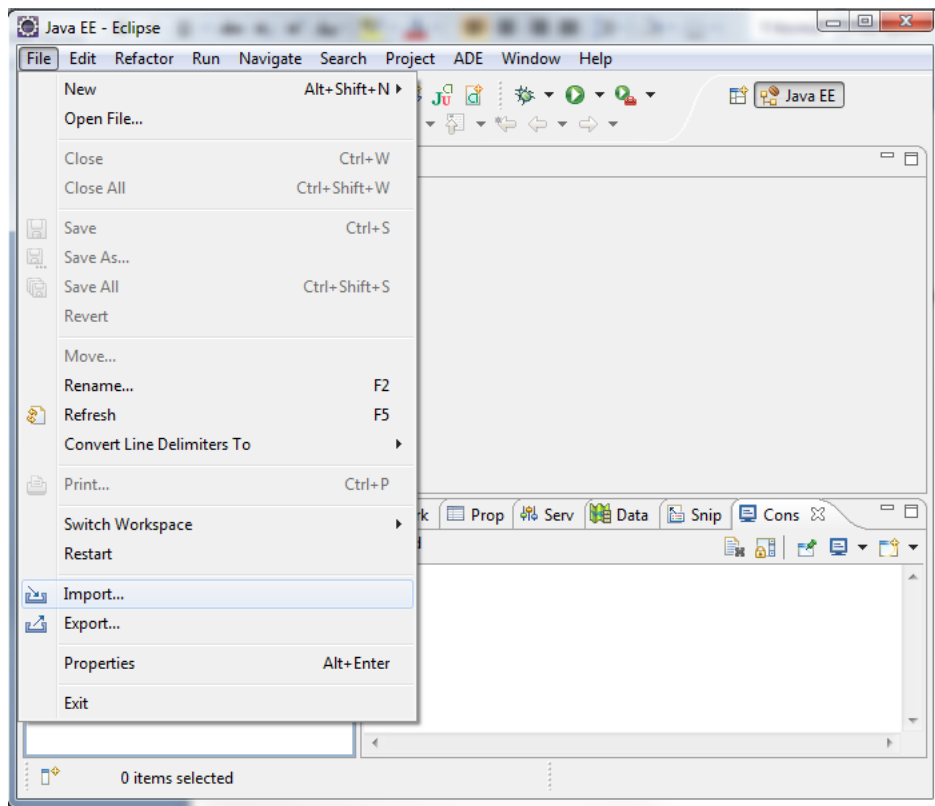 Java EE - Eclipse
File Edit Refactor Run Navigate Search Project ADE Window Help
New Alt+Shift+N
Java EE
Open File...
Close Ctrl+W
Close All Ctrl+Shift+W
Save Ctrl+S
Save As...
Save All Ctrl+Shift+S
Revert
Move...
Rename... F2
Refresh F5
Convert Line Delimiters To
Print... Ctrl+P
rk Prop Serv Data Snip Cons
Switch Workspace
Restart
Import...
Export...
Properties Alt+Enter
Exit
0 items selected